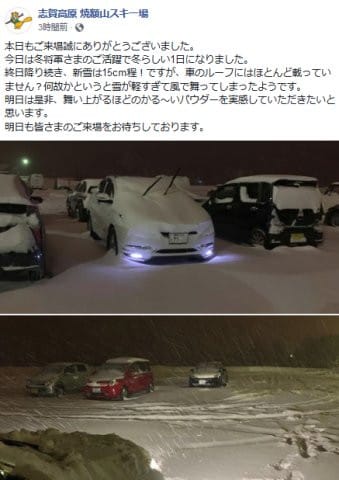 志賀高原 焼額山スキー場
3時間前
本日もご来場誠にありがとうございました。
今日は冬将軍さまのご活躍で冬らしい1日になりました。
終日降り続き、新雪は15cm程！ですが、車のルーフにはほとんど載ってい
ません？何故かというと雪が軽すぎて風で舞ってしまったようです。
明日は是非、舞い上がるほどのかる～いパウダーを実感していただきたいと
思います。
明日も皆さまのご来場をお待ちしております。